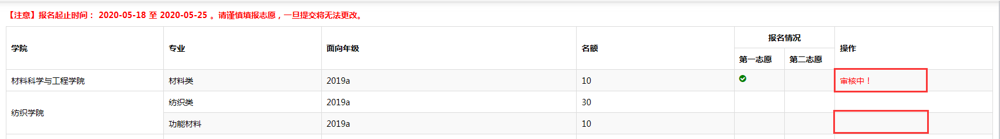 【注意】报名起止时间： 2020-05-18 至 2020-05-25 。请谨慎填报志愿，一旦提交将无法更改。
学院 专业 面向年级 名额 报名情况 操作
第一志愿 第二志愿
材料科学与工程学院 材料类 2019a 10 审核中！
纺织学院 纺织类 2019a 30
功能材料 2019a 10